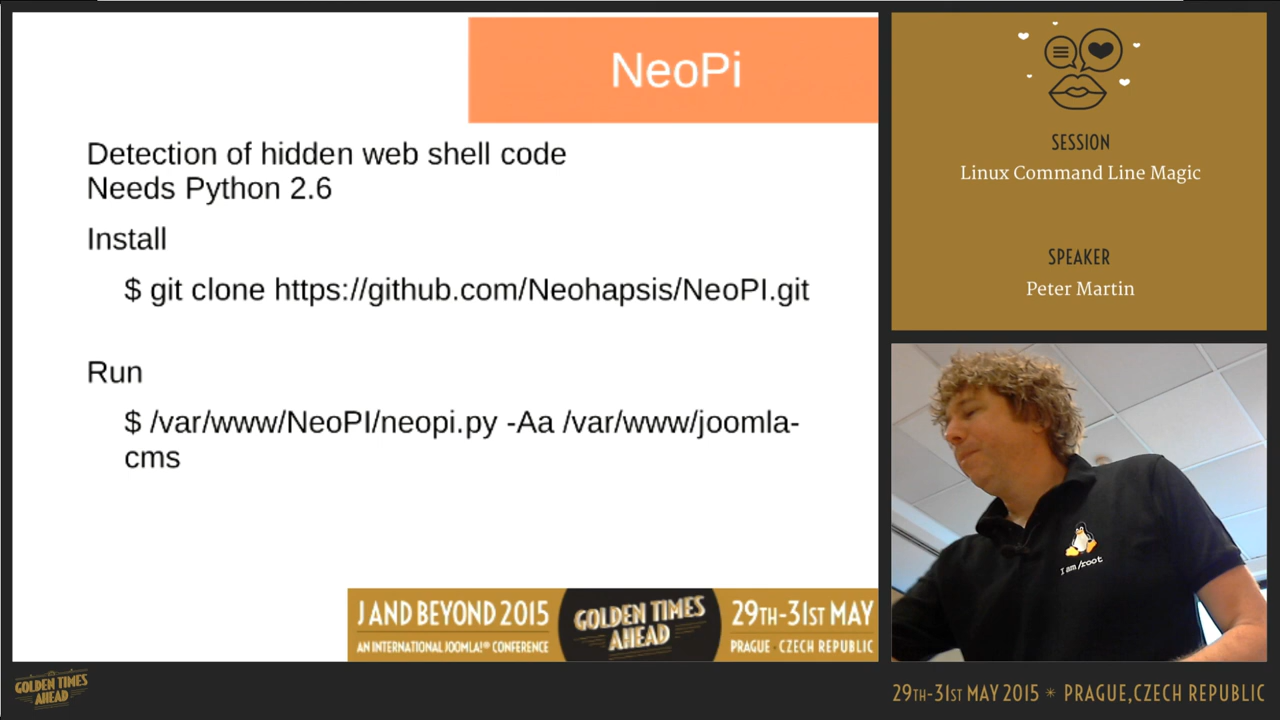 NeoPi
Detection of hidden web shell code
Needs Python 2.6
Install
$ git clone https://github.com/Neohapsis/NeoPI.git
Run
$ /var/www/NeoPI/neopi.py -Aa /var/www/joomla-
cms
J AND BEYOND 2015
AN INTERNATIONAL JOOMLA!® CONFERENCE
GOLDEN TIMES
AHEAD
29TH-31ST MAY
PRAGUE · CZECH REPUBLIC
SESSION
Linux Command Line Magic
SPEAKER
Peter Martin
I am /root
GOLDEN TIMES
AHEAD
29TH-31ST MAY 2015 * PRAGUE, CZECH REPUBLIC